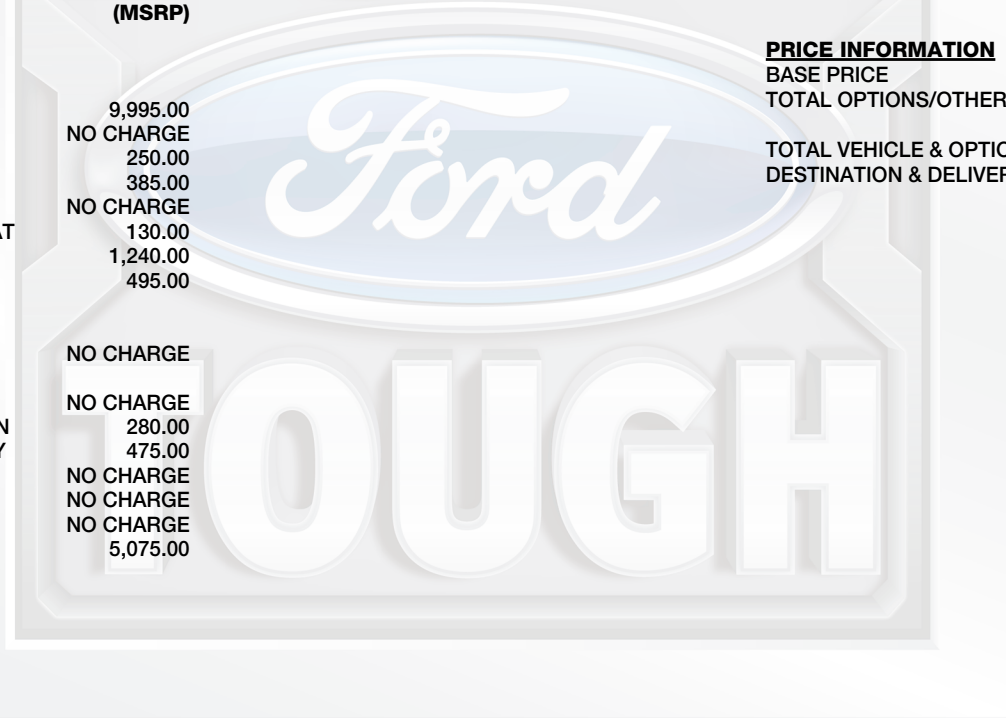 (MSRP)
9,995.00
NO CHARGE
250.00
385.00
NO CHARGE
AT 130.00
1,240.00
495.00
NO CHARGE
NO CHARGE
N 280.00
Y 475.00
NO CHARGE
NO CHARGE
NO CHARGE
5,075.00
PRICE INFORMATION
BASE PRICE
TOTAL OPTIONS/OTHER
TOTAL VEHICLE & OPTIO
DESTINATION & DELIVER
Ford
TOUGH